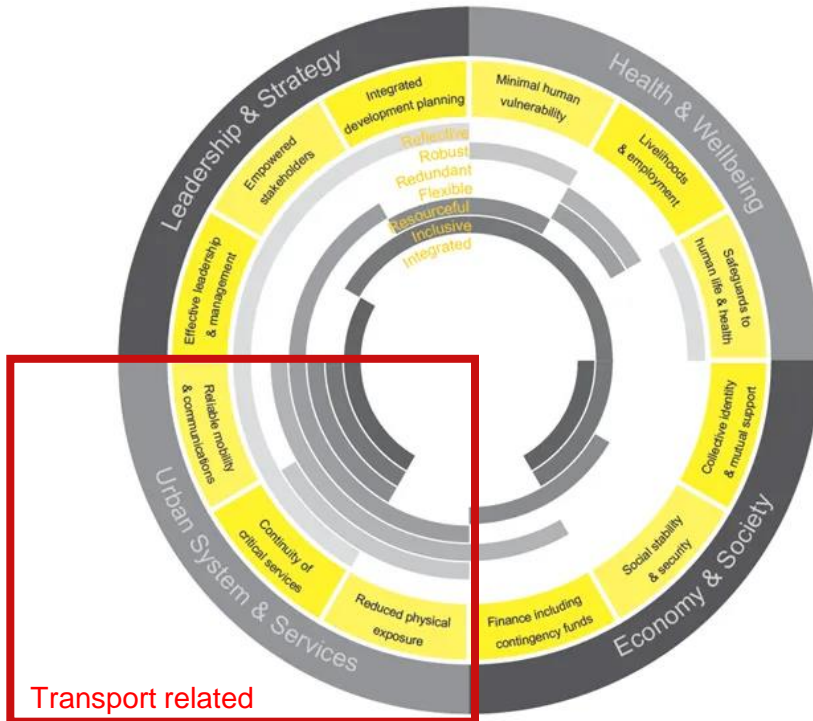 Leadership & Strategy
Health & Wellbeing
Integrated
development planning
Minimal human
vulnerability
Empowered
stakeholders
Livelihoods
& employment
Reflective
Robust
Redundant
Flexible
Resourceful
Inclusive
Integrated
Effective leadership
& management
Safeguards to
human life & health
Reliable mobility
& communications
Collective identity
& mutual support
Continuity of
critical services
Social stability
& security
Reduced physical
exposure
Finance including
contingency funds
Urban System & Services
Economy & Society
Transport related